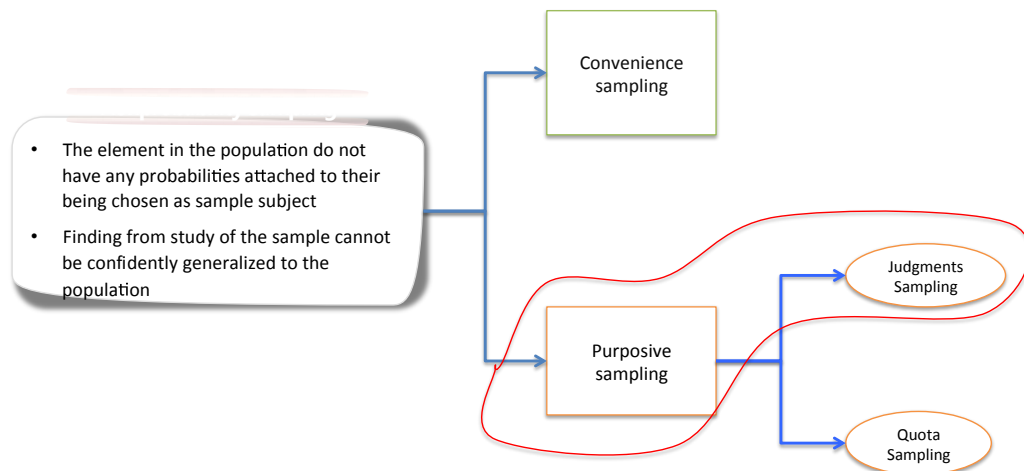 Convenience
sampling
• The element in the population do not
have any probabilities attached to their
being chosen as sample subject
• Finding from study of the sample cannot
be confidently generalized to the
population
Judgments
Sampling
Purposive
sampling
Quota
Sampling